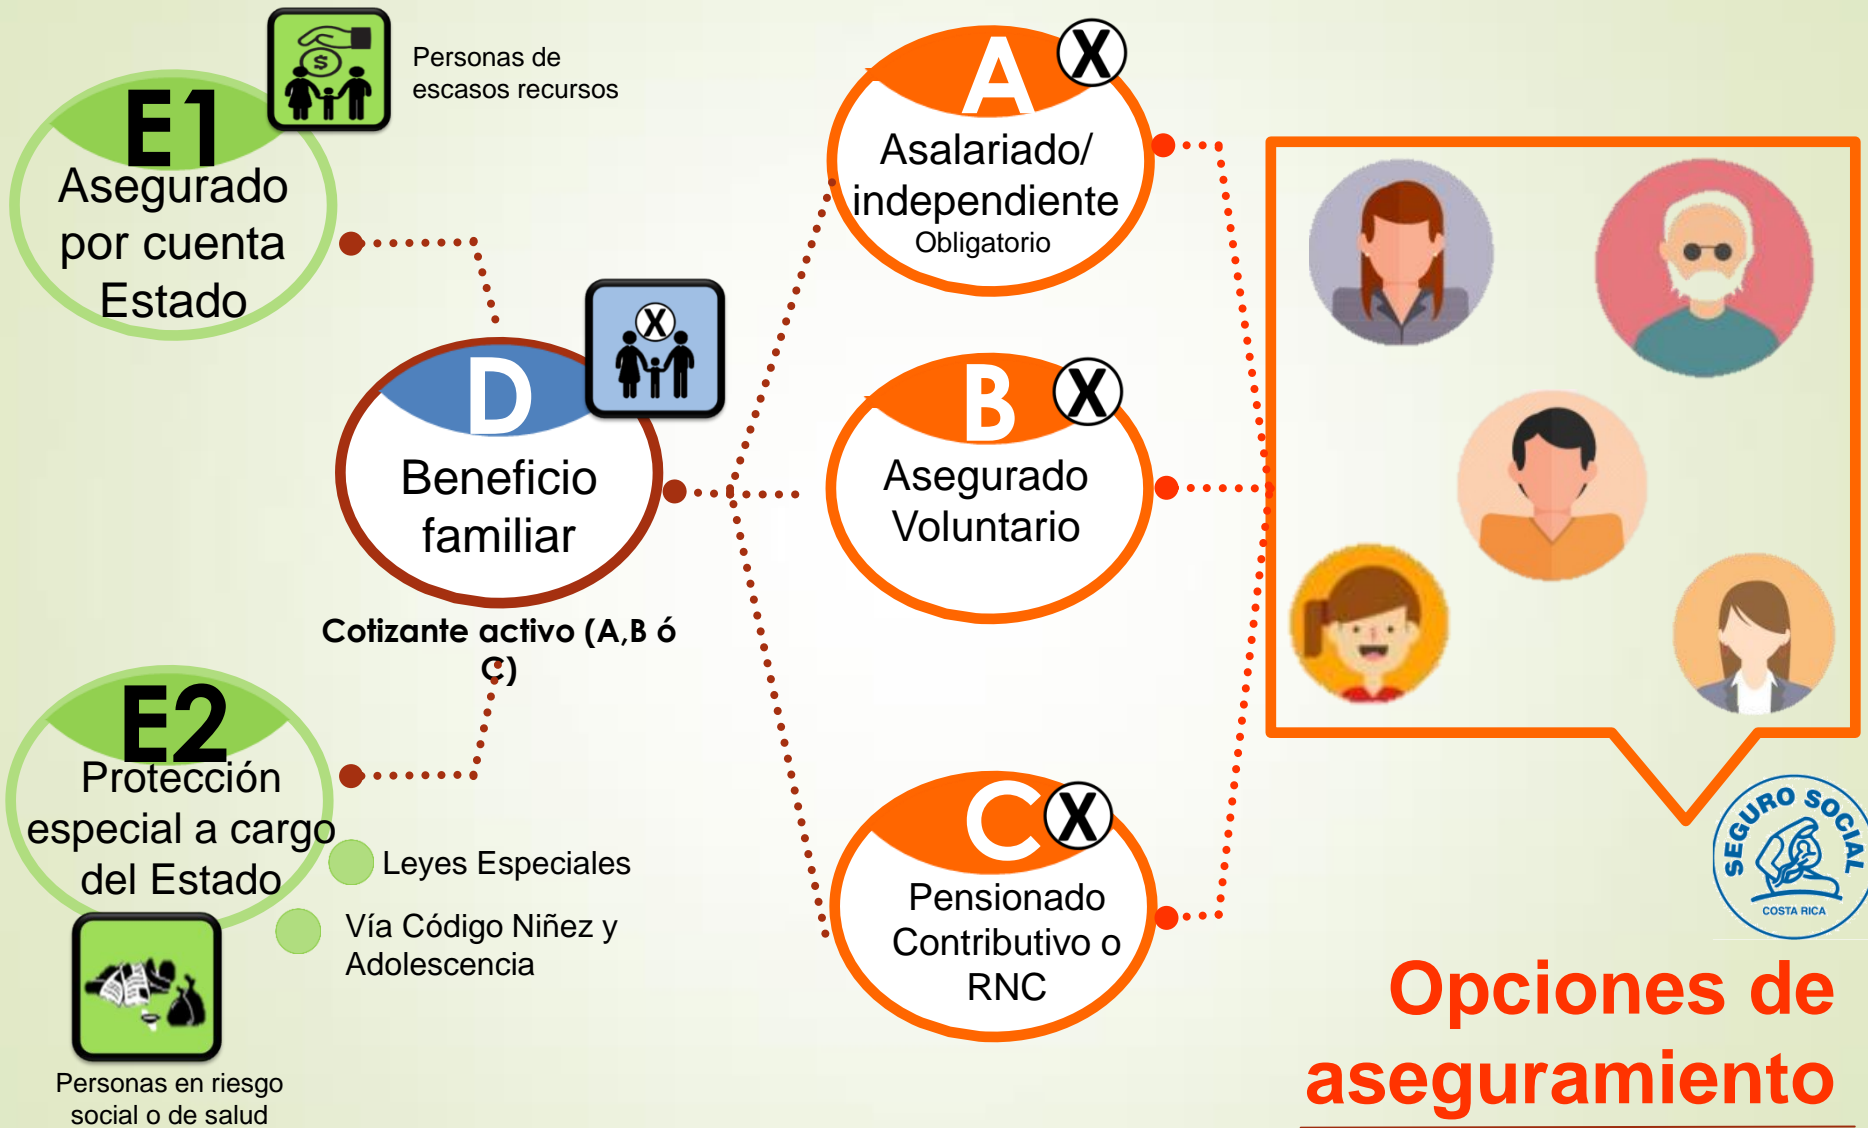 E1
Asegurado
por cuenta
Estado
$
Personas de
escasos recursos
D
X
Beneficio
familiar
Cotizante activo (A,B ó
C)
E2
Protección
especial a cargo
del Estado
Leyes Especiales
Vía Código Niñez y
Adolescencia
Personas en riesgo
social o de salud
A
X
Asalariado/
independiente
Obligatorio
B
X
Asegurado
Voluntario
C
X
Pensionado
Contributivo o
RNC
SEGURO SOCIAL
COSTA RICA
Opciones de
aseguramiento